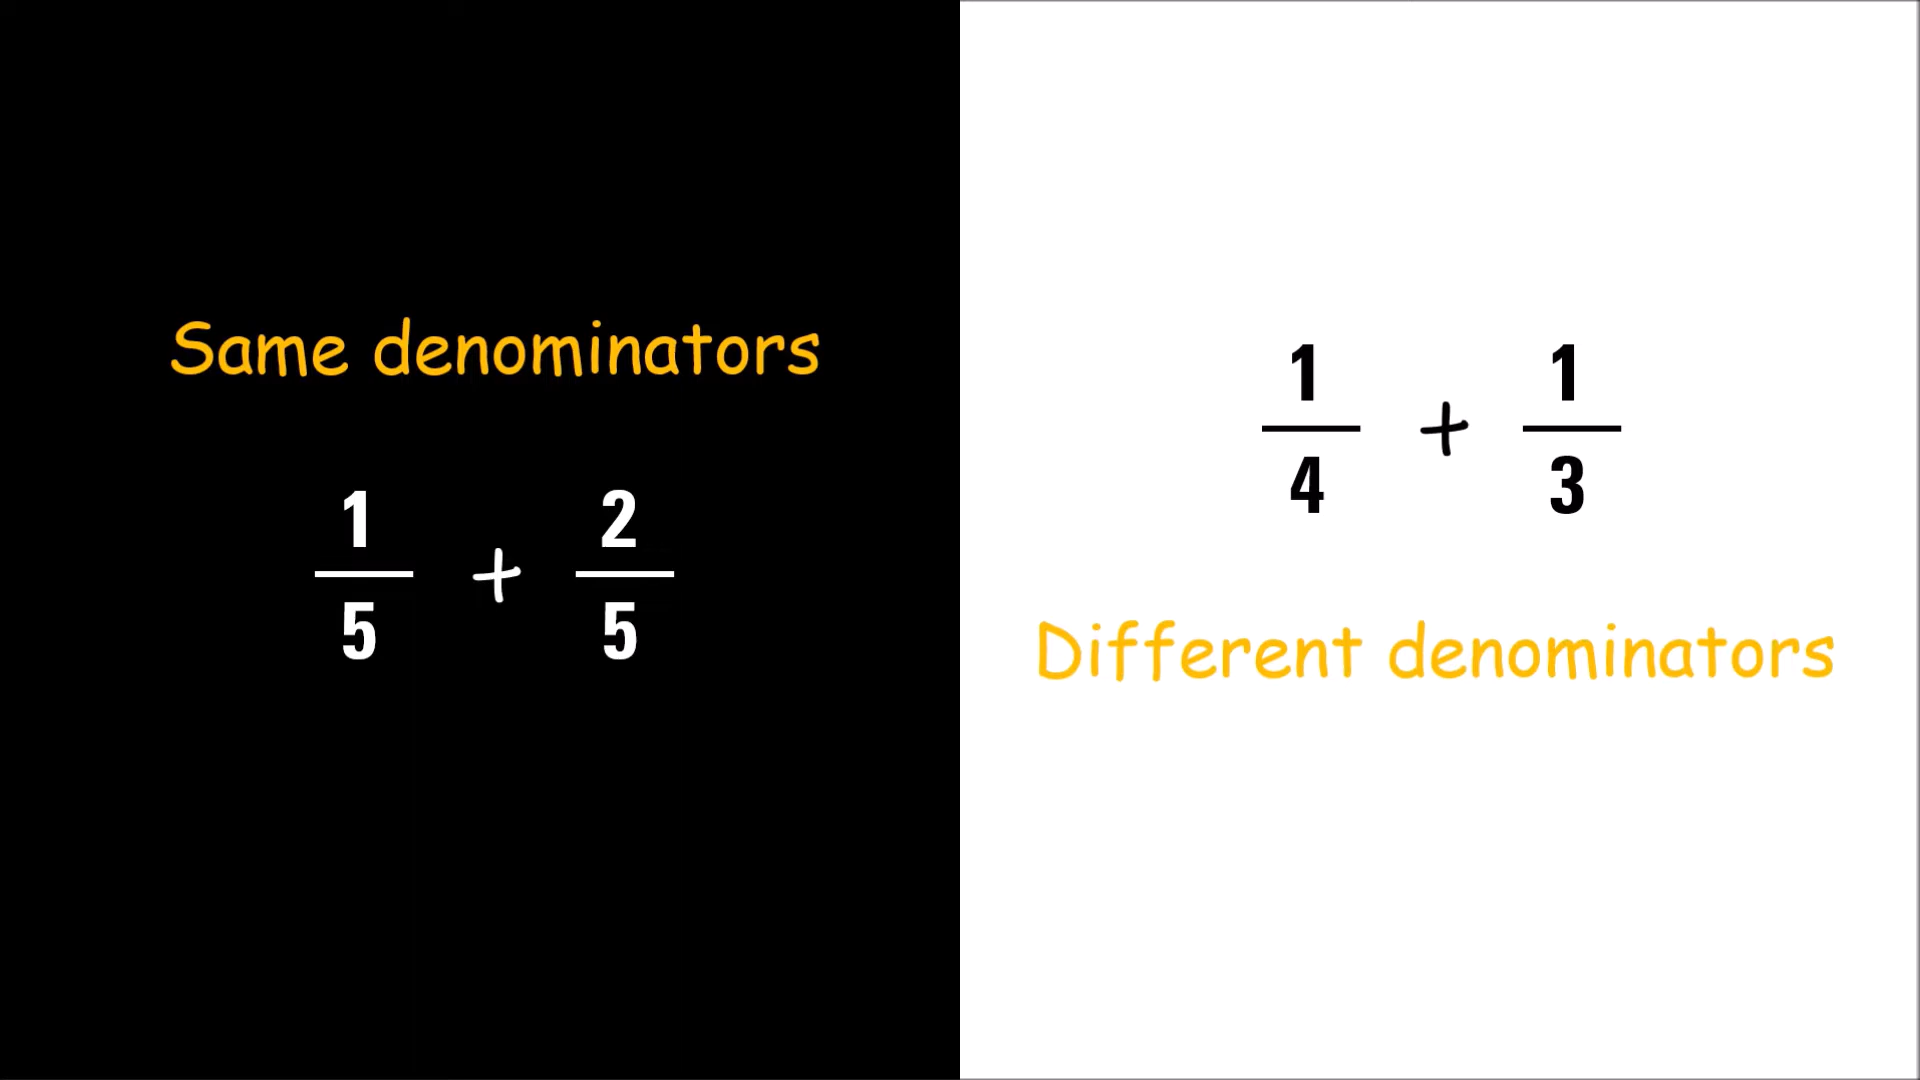 Same denominators
1/5 + 2/5
1/4 + 1/3
Different denominators